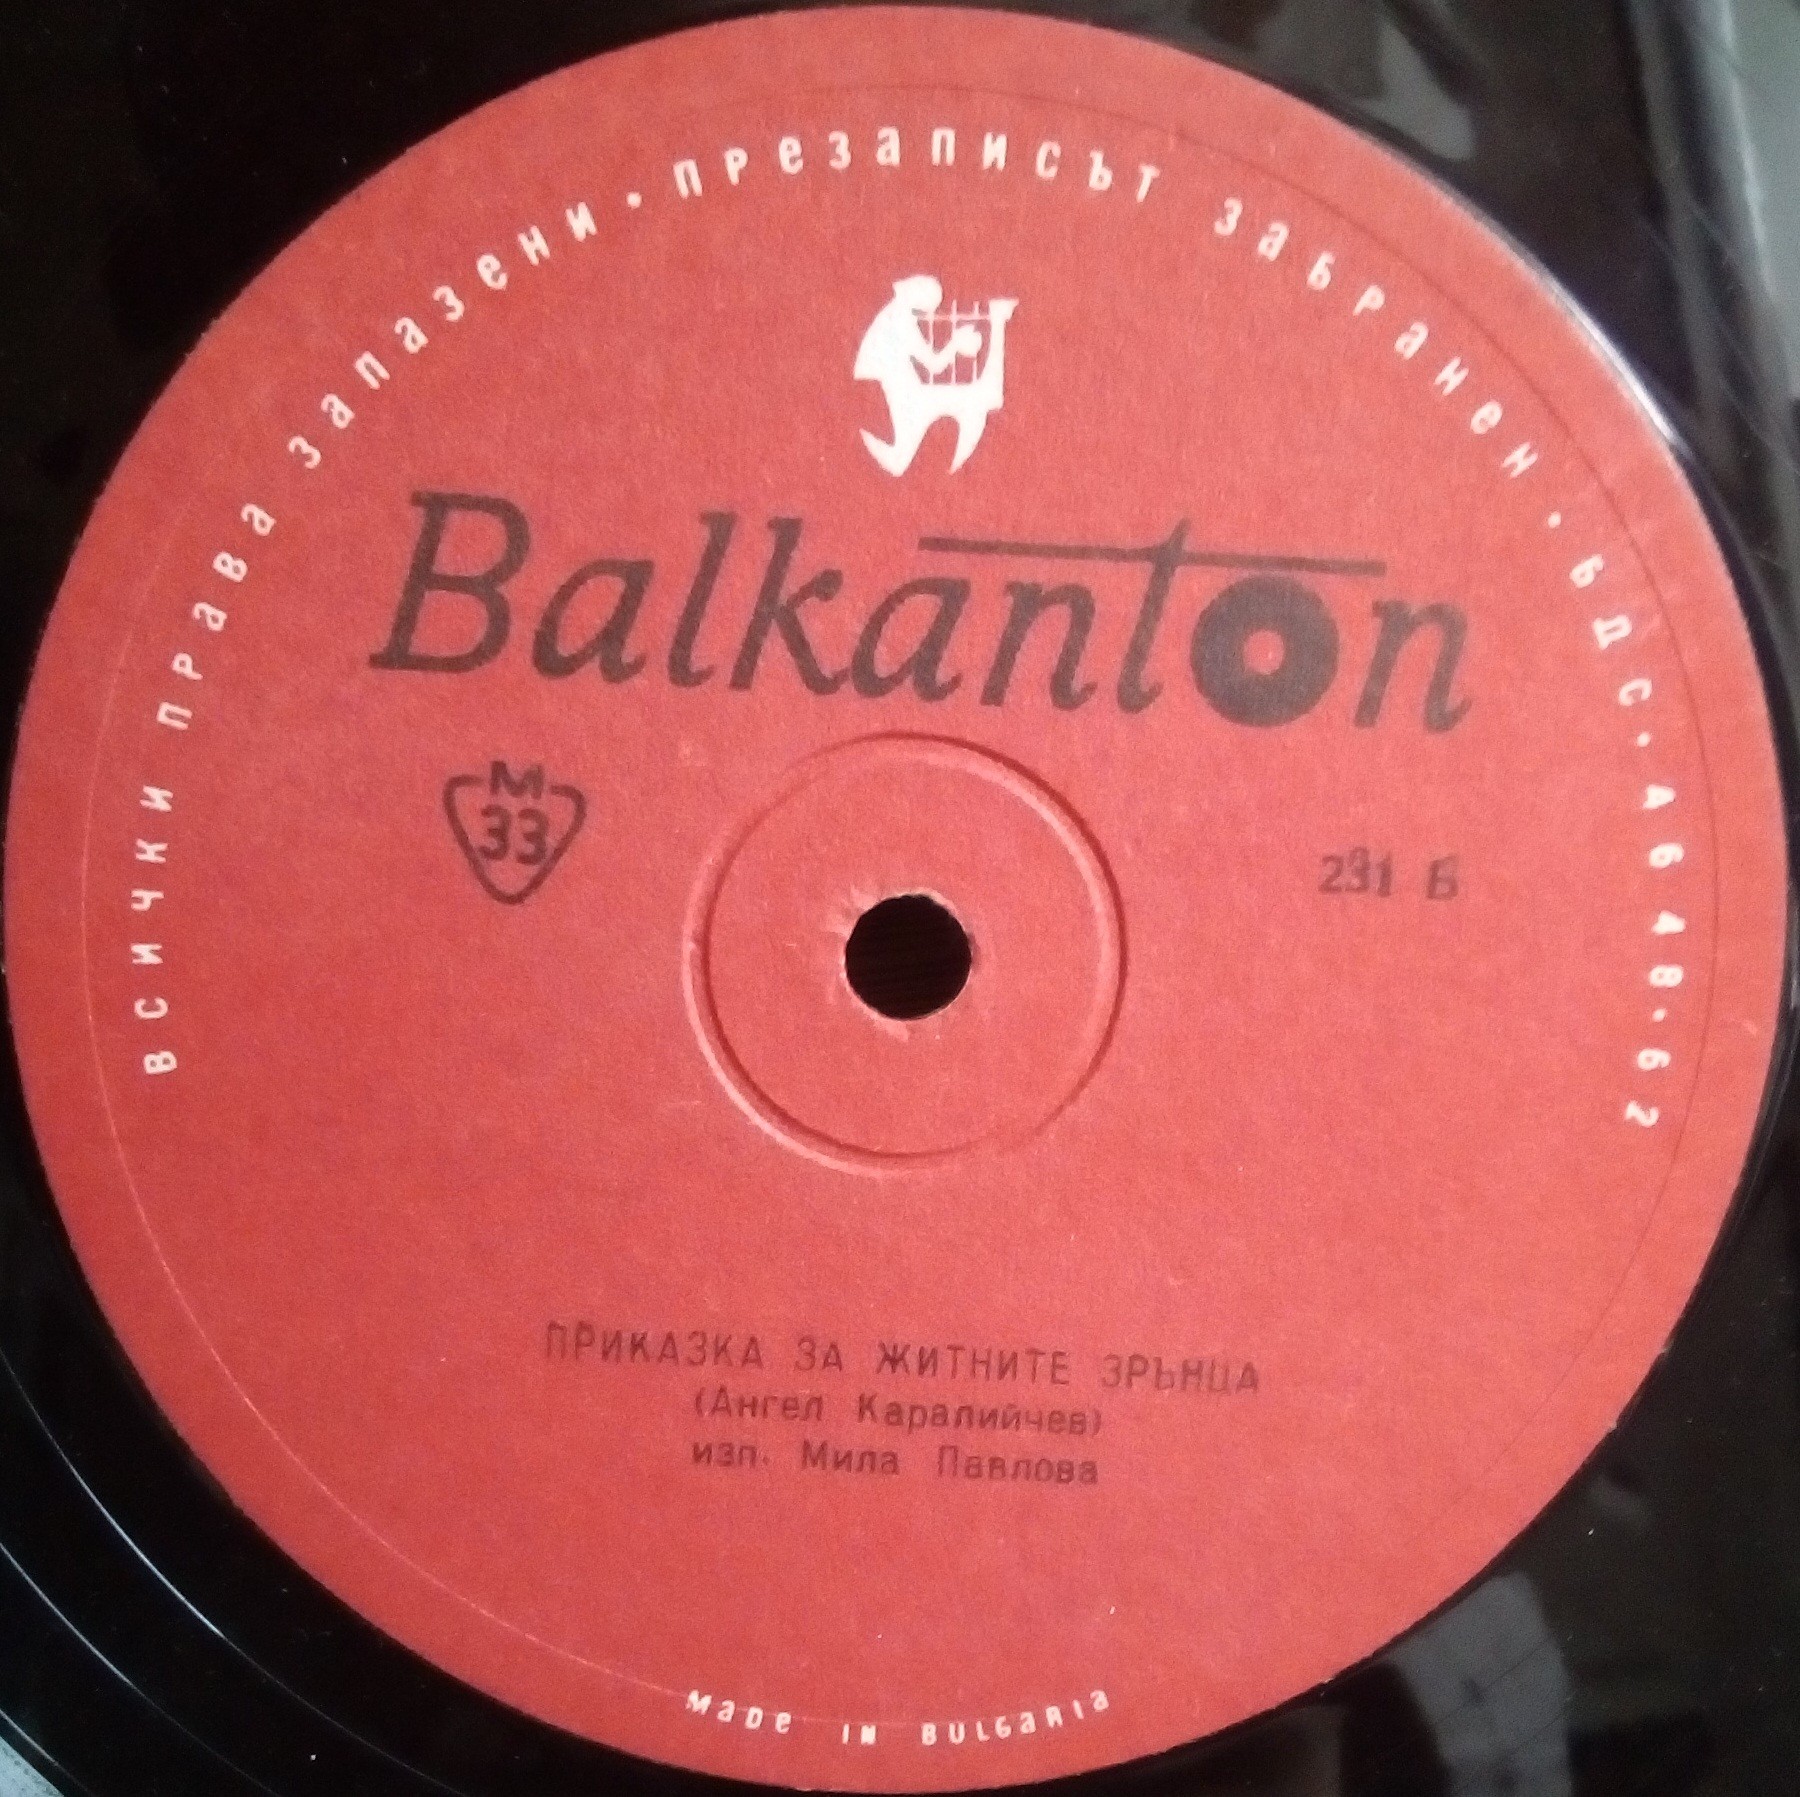 ВСИЧКИ ПРАВА ЗАПАЗЕНИ · ПРЕЗАПИСЪТ ЗАБРАНЕН · БДС · 4648 · 62
Balkanton
М
33
Б
ПРИКАЗКА ЗА ЖИТНИТЕ ЗРЪНЦА
(Ангел Каралийчев)
изп. Мила Павлова
MADE IN BULGARIA